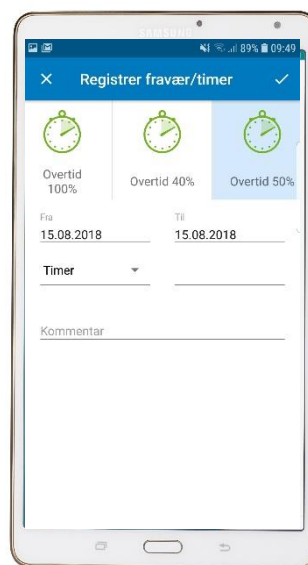 SAMSUNG
89% 09:49
Registrer fravær/timer
Overtid 100%
Overtid 40%
Overtid 50%
Fra
Til
15.08.2018
15.08.2018
Timer
Kommentar